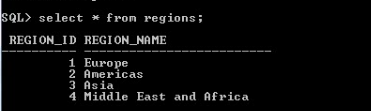 SQL> select * from regions;
REGION_ID REGION_NAME
---------- -------------------------
1 Europe
2 Americas
3 Asia
4 Middle East and Africa